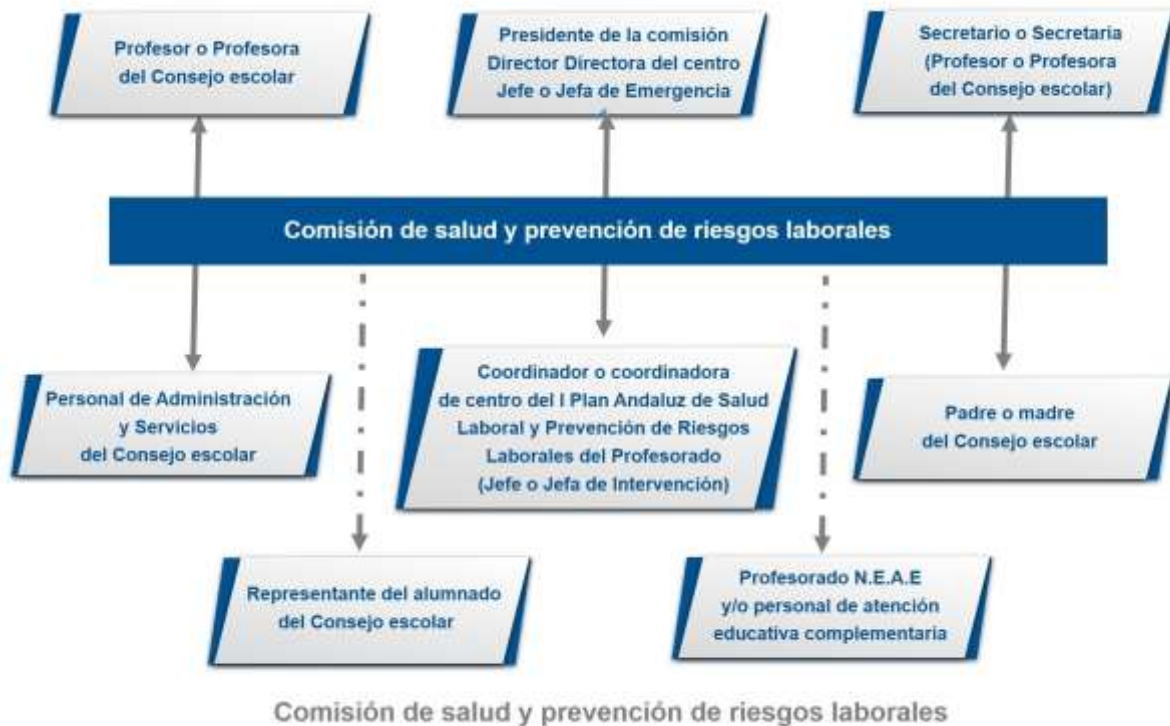 Profesor o Profesora
del Consejo escolar
Presidente de la comisión
Director Directora del centro
Jefe o Jefa de Emergencia
Secretario o Secretaria
(Profesor o Profesora
del Consejo escolar)
Comisión de salud y prevención de riesgos laborales
Personal de Administración
y Servicios
del Consejo escolar
Coordinador o coordinadora
de centro del I Plan Andaluz de Salud
Laboral y Prevención de Riesgos
Laborales del Profesorado
(Jefe o Jefa de Intervención)
Padre o madre
del Consejo escolar
Representante del alumnado
del Consejo escolar
Profesorado N.E.A.E
y/o personal de atención
educativa complementaria
Comisión de salud y prevención de riesgos laborales